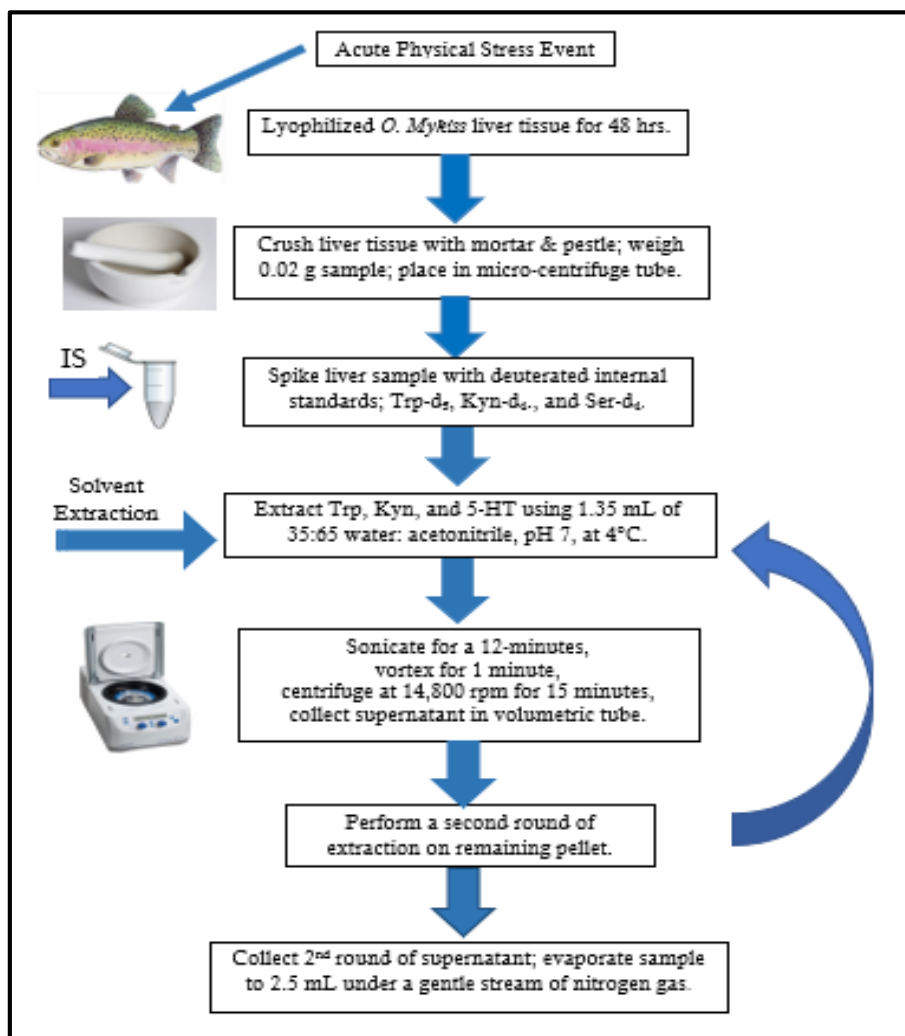 Acute Physical Stress Event
Lyophilized O. Mykiss liver tissue for 48 hrs.
Crush liver tissue with mortar & pestle; weigh
0.02 g sample; place in micro-centrifuge tube.
IS
Spike liver sample with deuterated internal
standards; Trp-d₅, Kyn-d₄., and Ser-d₄.
Solvent
Extraction
Extract Trp, Kyn, and 5-HT using 1.35 mL of
35:65 water: acetonitrile, pH 7, at 4°C.
Sonicate for a 12-minutes,
vortex for 1 minute,
centrifuge at 14,800 rpm for 15 minutes,
collect supernatant in volumetric tube.
Perform a second round of
extraction on remaining pellet.
Collect 2ⁿᵈ round of supernatant; evaporate sample
to 2.5 mL under a gentle stream of nitrogen gas.